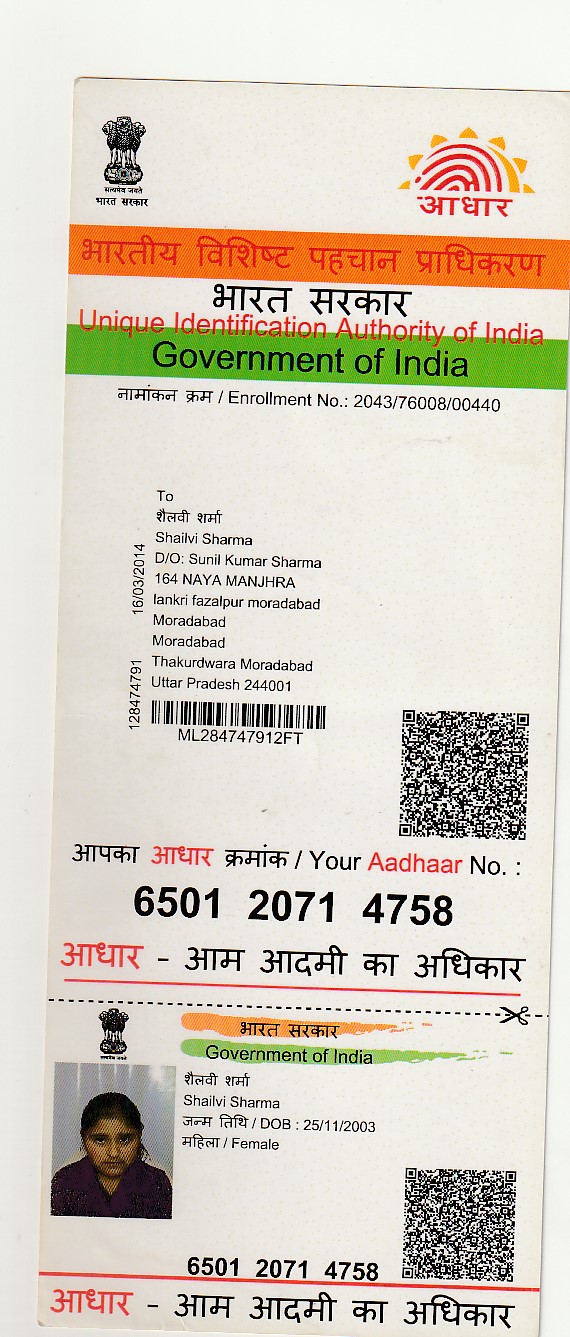 सत्यमेव जयते
भारत सरकार
आधार
भारतीय विशिष्ट पहचान प्राधिकरण
भारत सरकार
Unique Identification Authority of India
Government of India
नामांकन क्रम / Enrollment No.: 2043/76008/00440
To
शैलवी शर्मा
Shailvi Sharma
D/O: Sunil Kumar Sharma
164 NAYA MANJHRA
lankri fazalpur moradabad
Moradabad
Moradabad
Thakurdwara Moradabad
Uttar Pradesh 244001
16/03/2014
128474791
ML284747912FT
आपका आधार क्रमांक / Your Aadhaar No. :
6501 2071 4758
आधार - आम आदमी का अधिकार
सत्यमेव जयते
भारत सरकार
Government of India
शैलवी शर्मा
Shailvi Sharma
जन्म तिथि / DOB : 25/11/2003
महिला / Female
6501 2071 4758
आधार - आम आदमी का अधिकार